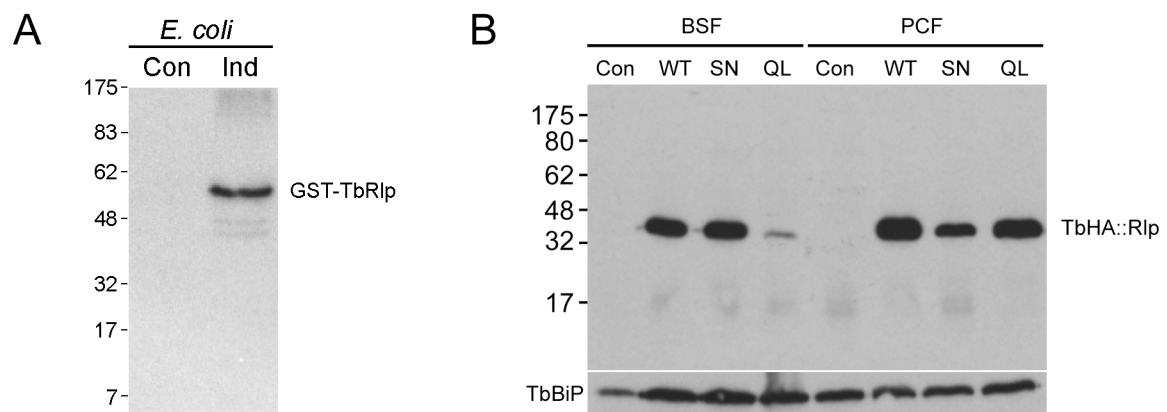 A
E. coli
Con Ind
175
83
62
48
32
17
7
GST-TbRlp
B
BSF PCF
Con WT SN QL Con WT SN QL
175
80
62
48
32
17
TbHA::Rlp
TbBiP